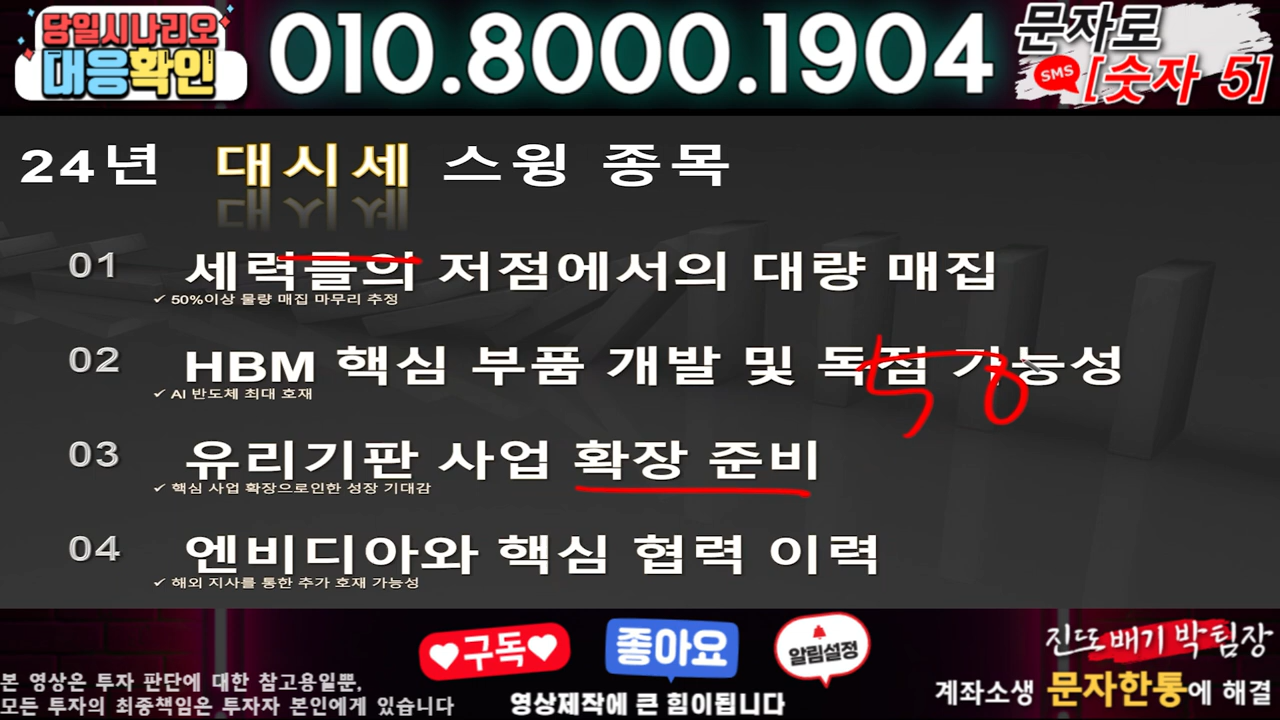 당일시나리오
대응확인
010.8000.1904
문자로
SMS
[숫자 5]
24년 대시세 스윙 종목
01 세력들의 저점에서의 대량 매집
✓ 50%이상 물량 매집 마무리 추정
02 HBM 핵심 부품 개발 및 독점 가능성
✓ AI 반도체 최대 호재
03 유리기판 사업 확장 준비
✓ 핵심 사업 확장으로인한 성장 기대감
04 엔비디아와 핵심 협력 이력
✓ 해외 지사를 통한 추가 호재 가능성
구독
좋아요
알림설정
영상제작에 큰 힘이됩니다
본 영상은 투자 판단에 대한 참고용일뿐,
모든 투자의 최종책임은 투자자 본인에게 있습니다
진또배기 박팀장
계좌소생 문자한통에 해결